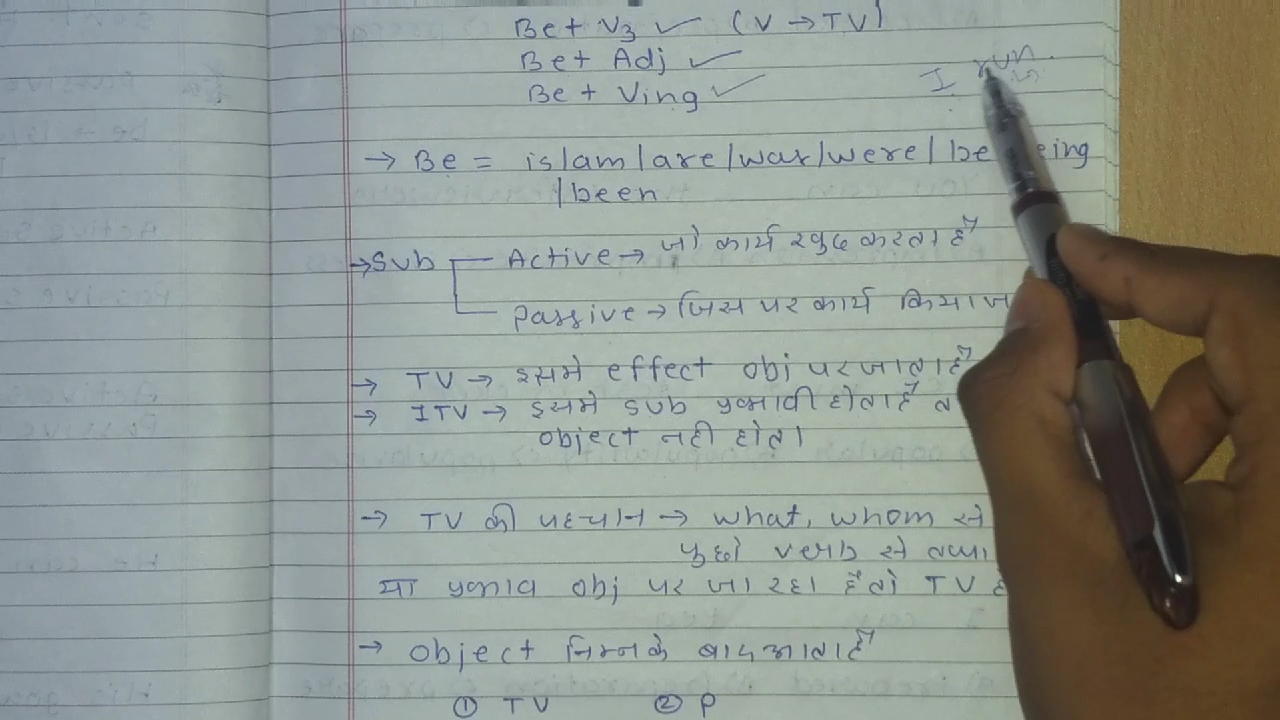 Be + V3 ✓ (V → TV)
Be + Adj ✓
Be + Ving ✓
I run
→ Be = is/am/are/was/were/be
/been
→ Sub Active → जो कार्य खुद करता है
Passive → जिस पर कार्य किया
→ TV → इसमे effect obj पर जाता है
→ ITV → इसमे sub प्रभावी होता है
object नही होता
→ TV की पहचान → what, whom से
पुछो verb से तथा
या प्रभाव obj पर जा रहा है तो TV
→ object निम्न के बाद आता है
① TV ② P